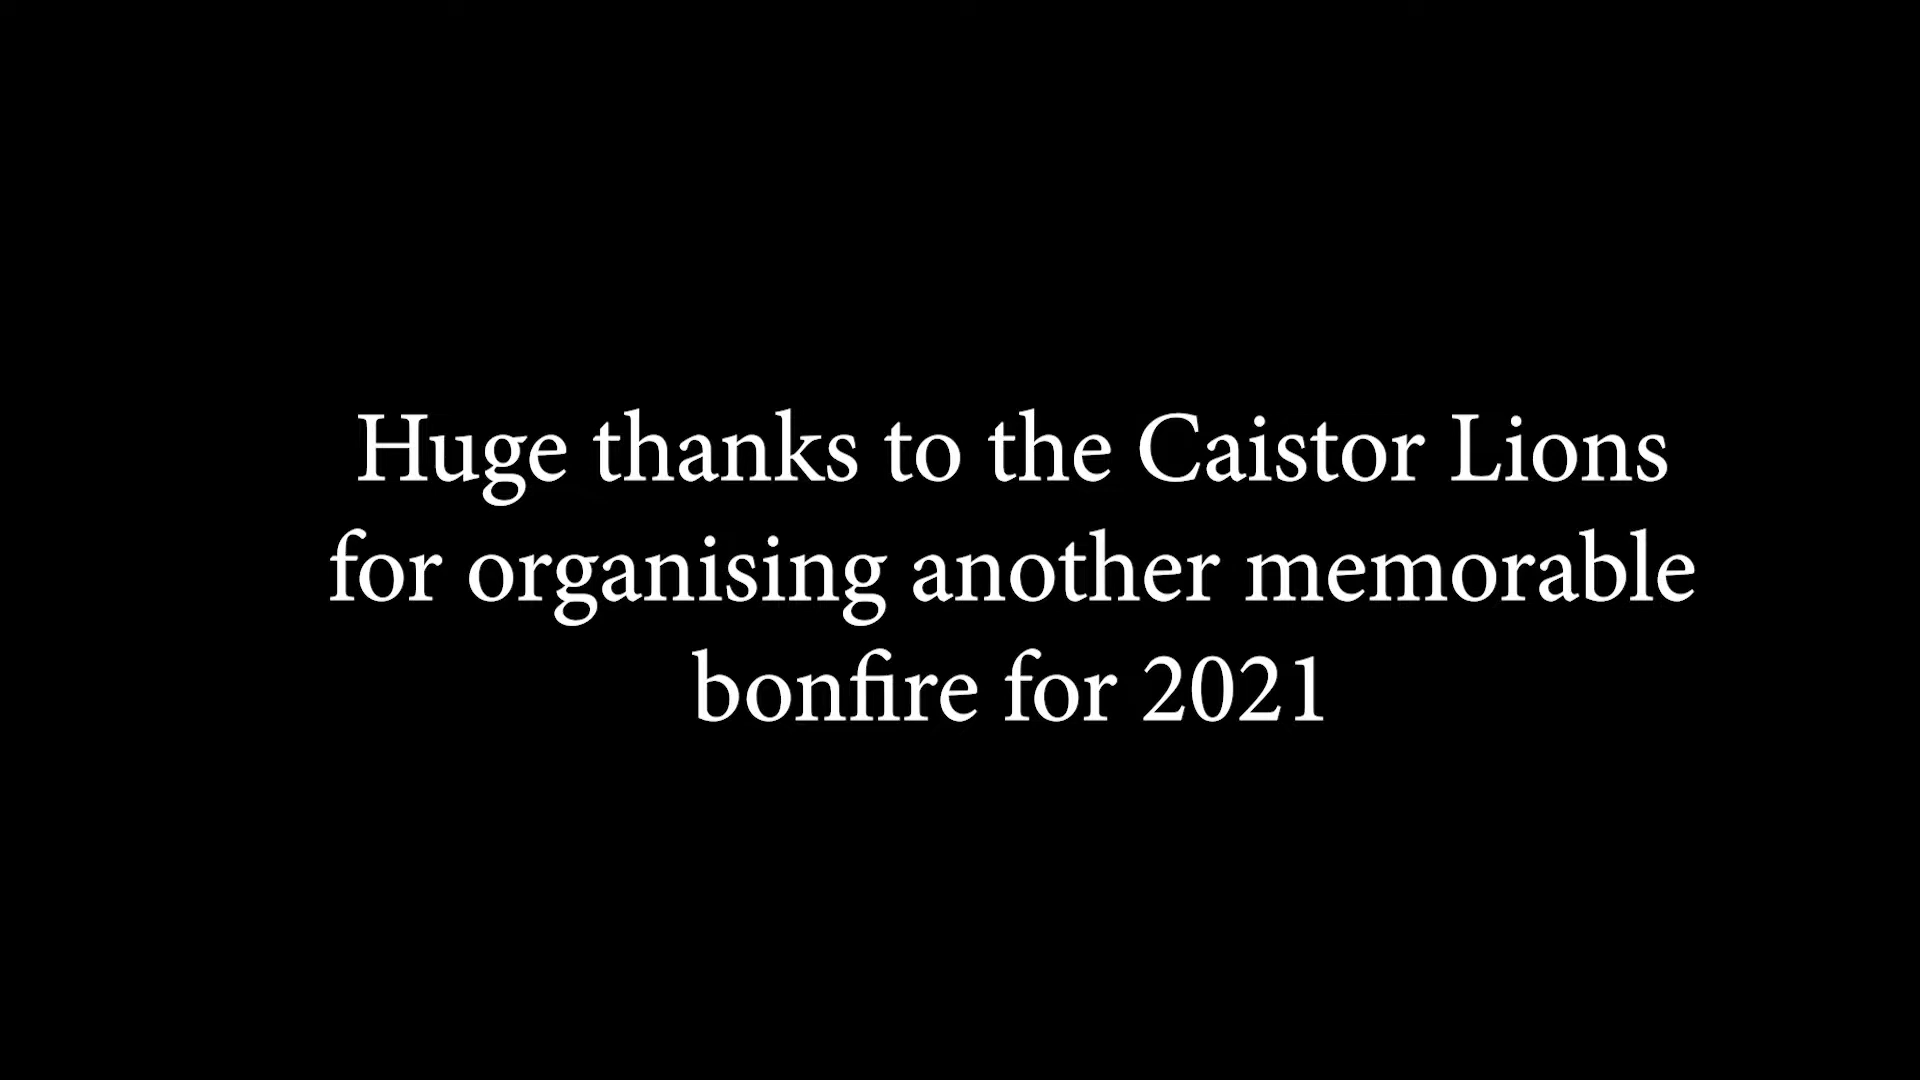 Huge thanks to the Caistor Lions
for organising another memorable
bonfire for 2021